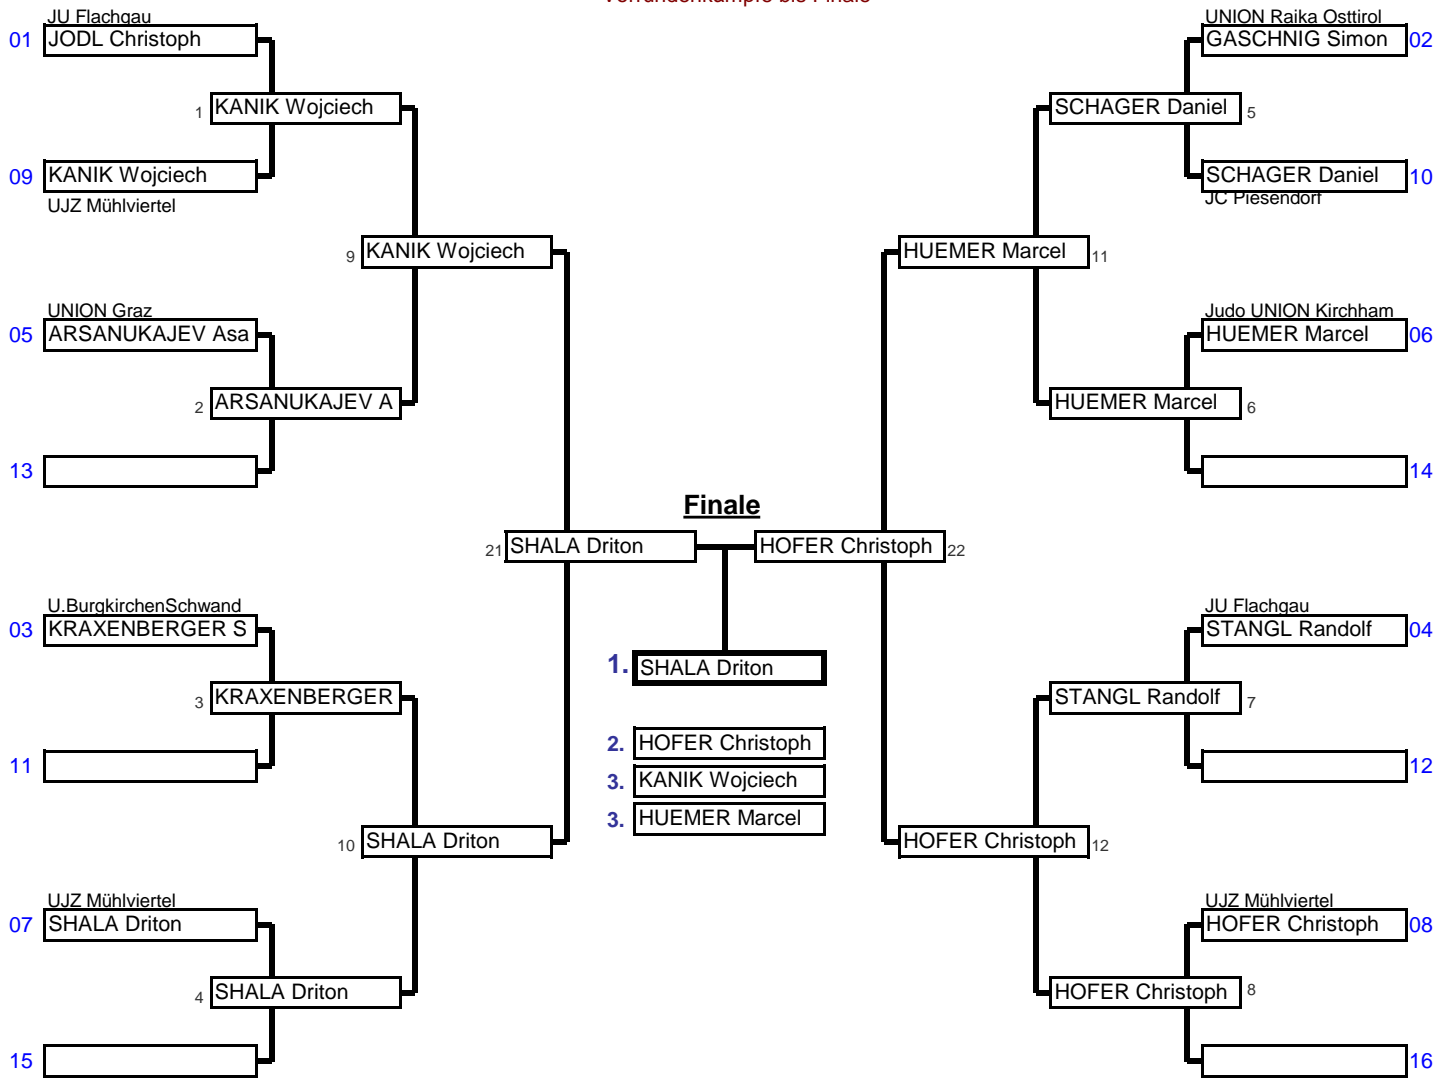 Vorrundenkämpfe bis Finale
JU Flachgau
01 JODL Christoph
1 KANIK Wojciech
09 KANIK Wojciech
UJZ Mühlviertel
9 KANIK Wojciech
UNION Graz
05 ARSANUKAJEV Asa
2 ARSANUKAJEV A
13
21 SHALA Driton
U.BurgkirchenSchwand
03 KRAXENBERGER S
3 KRAXENBERGER
11
10 SHALA Driton
UJZ Mühlviertel
07 SHALA Driton
4 SHALA Driton
15
Finale
1. SHALA Driton
2. HOFER Christoph
3. KANIK Wojciech
3. HUEMER Marcel
UNION Raika Osttirol
GASCHNIG Simon 02
SCHAGER Daniel 5
SCHAGER Daniel 10
JC Piesendorf
HUEMER Marcel 11
Judo UNION Kirchham
HUEMER Marcel 06
HUEMER Marcel 6
14
HOFER Christoph 22
JU Flachgau
STANGL Randolf 04
STANGL Randolf 7
12
HOFER Christoph 12
UJZ Mühlviertel
HOFER Christoph 08
HOFER Christoph 8
16